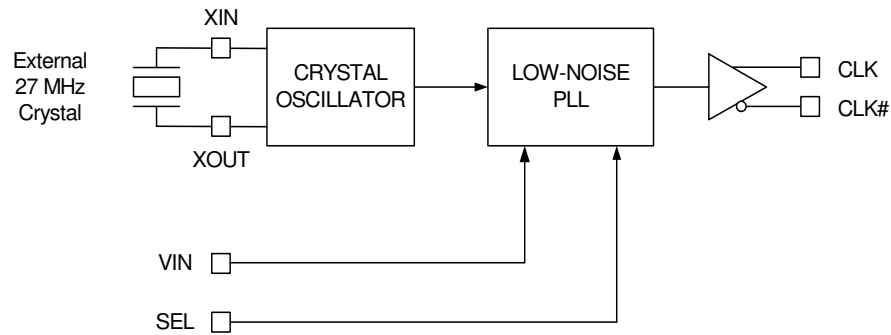 XIN
External
27 MHz
Crystal
CRYSTAL
OSCILLATOR
XOUT
LOW-NOISE
PLL
CLK
CLK#
VIN
SEL